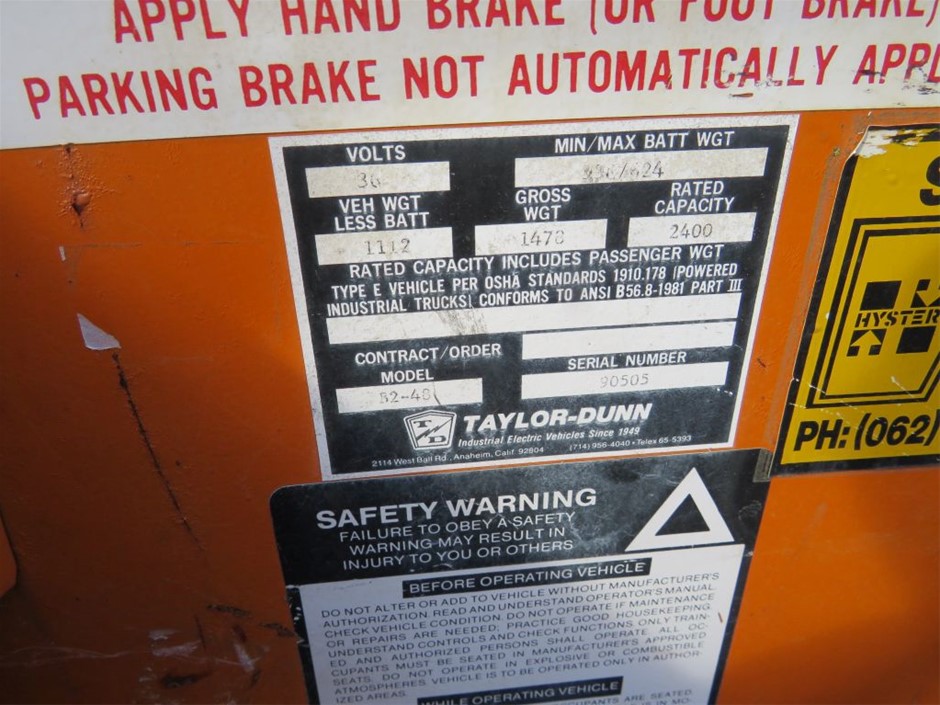 APPLY HAND BRAKE (OR FOOT BRAKE)
PARKING BRAKE NOT AUTOMATICALLY APPL
VOLTS
36
MIN/MAX BATT WGT
/624
VEH WGT
LESS BATT
1112
GROSS
WGT
1478
RATED
CAPACITY
2400
RATED CAPACITY INCLUDES PASSENGER WGT
TYPE E VEHICLE PER OSHA STANDARDS 1910.178 (POWERED
INDUSTRIAL TRUCKS) CONFORMS TO ANSI B56.8-1981 PART III
CONTRACT/ORDER
MODEL
B2-48
SERIAL NUMBER
90505
TD
TAYLOR-DUNN
Industrial Electric Vehicles Since 1949
2114 West Ball Rd., Anaheim, Calif. 92804 (714) 956-4040 • Telex 65-5393
S
HYSTER
PH: (062)
SAFETY WARNING
FAILURE TO OBEY A SAFETY
WARNING MAY RESULT IN
INJURY TO YOU OR OTHERS
BEFORE OPERATING VEHICLE
DO NOT ALTER OR ADD TO VEHICLE WITHOUT MANUFACTURER'S
AUTHORIZATION. READ AND UNDERSTAND OPERATOR'S MANUAL.
CHECK VEHICLE CONDITION. DO NOT OPERATE IF MAINTENANCE
OR REPAIRS ARE NEEDED. PRACTICE GOOD HOUSEKEEPING.
UNDERSTAND CONTROLS AND CHECK FUNCTIONS. ONLY TRAIN-
ED AND AUTHORIZED PERSONS SHALL OPERATE. ALL OC-
CUPANTS MUST BE SEATED IN MANUFACTURER'S APPROVED
SEATS. DO NOT OPERATE IN EXPLOSIVE OR COMBUSTIBLE
ATMOSPHERES. VEHICLE IS TO BE OPERATED ONLY IN AUTHOR-
IZED AREAS.
WHILE OPERATING VEHICLE
OCCUPANTS ARE SEATED
IN MO-